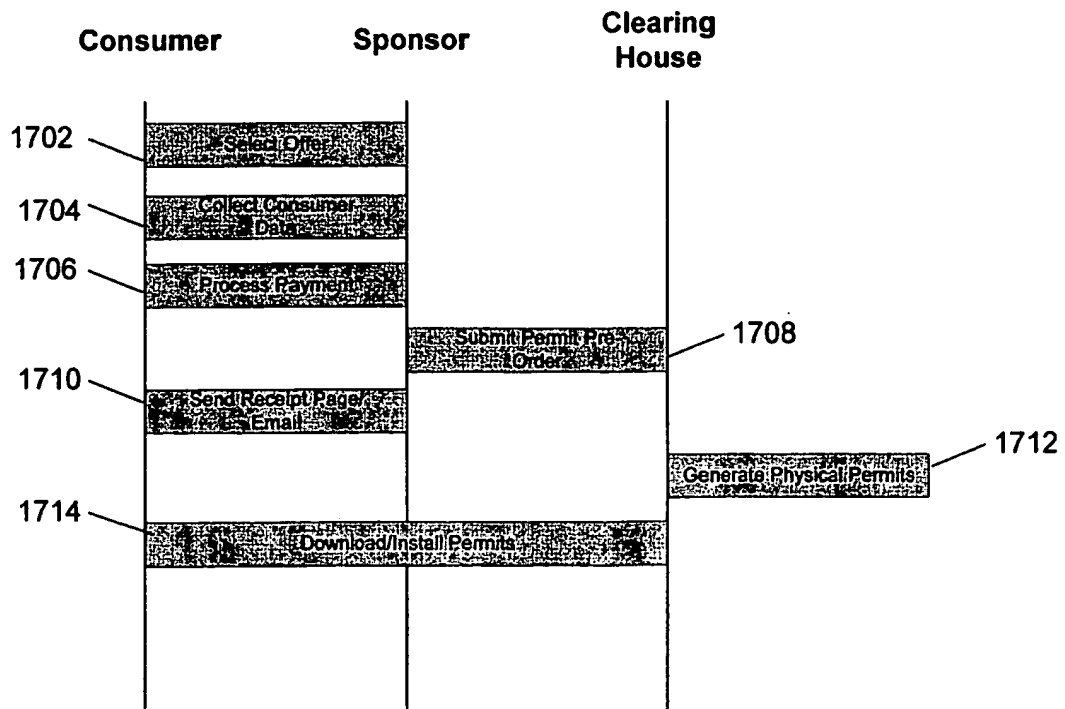 Consumer
Sponsor
Clearing
House
1702
Select Offer
1704
Collect Consumer
Data
1706
Process Payment
1708
Submit Permit Pre
Order
1710
Send Receipt Page/
Email
1712
Generate Physical Permits
1714
Download/Install Permits